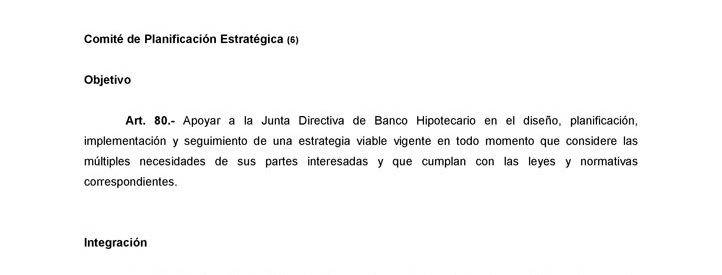 Comité de Planificación Estratégica (6)
Objetivo
Art. 80.- Apoyar a la Junta Directiva de Banco Hipotecario en el diseño, planificación,
implementación y seguimiento de una estrategia viable vigente en todo momento que considere las
múltiples necesidades de sus partes interesadas y que cumplan con las leyes y normativas
correspondientes.
Integración